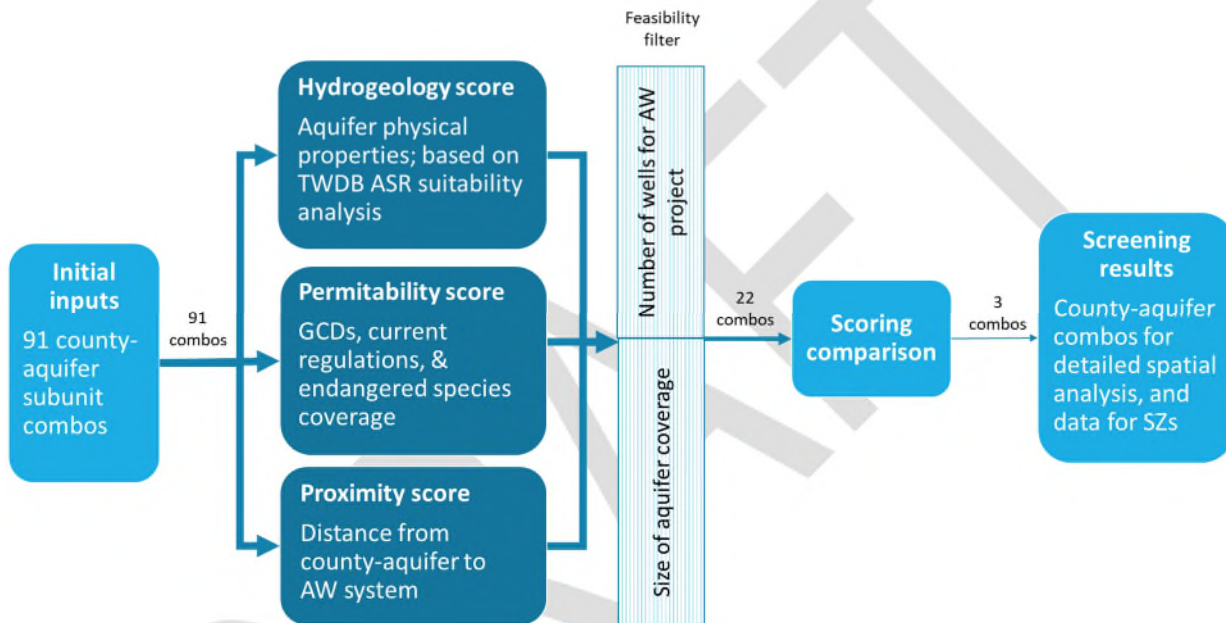 Initial
inputs
91 county-
aquifer
subunit
combos
91
combos
Hydrogeology score
Aquifer physical
properties; based on
TWDB ASR suitability
analysis
Permitability score
GCDs, current
regulations, &
endangered species
coverage
Proximity score
Distance from
county-aquifer to
AW system
Feasibility
filter
Number of wells for AW
project
Size of aquifer coverage
22
combos
Scoring
comparison
3
combos
Screening
results
County-aquifer
combos for
detailed spatial
analysis, and
data for SZs